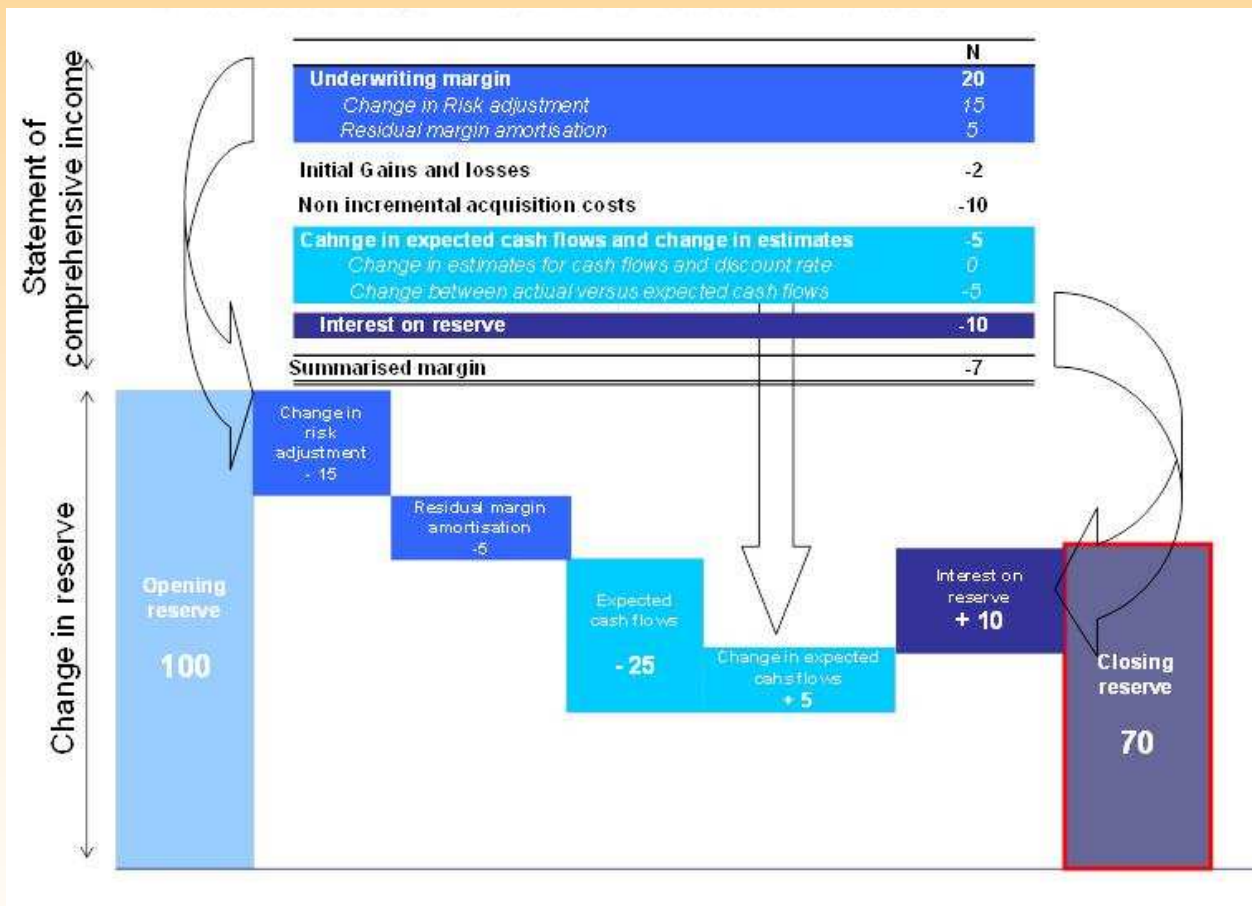 N
Underwriting margin 20
Change in Risk adjustment 15
Residual margin amortisation 5
Initial Gains and losses -2
Non incremental acquisition costs -10
Cahnge in expected cash flows and change in estimates -5
Change in estimates for cash flows and discount rate 0
Change between actiual versus expected cash flows -5
Interest on reserve -10
Summarised margin -7
Statement of
comprehensive income
Change in reserve
Opening
reserve
100
Change in
risk
adjustment
- 15
Residual margin
amortisation
-5
Expected
cash flows
- 25
Change in expected
cahs flows
+ 5
Interest on
reserve
+ 10
Closing
reserve
70